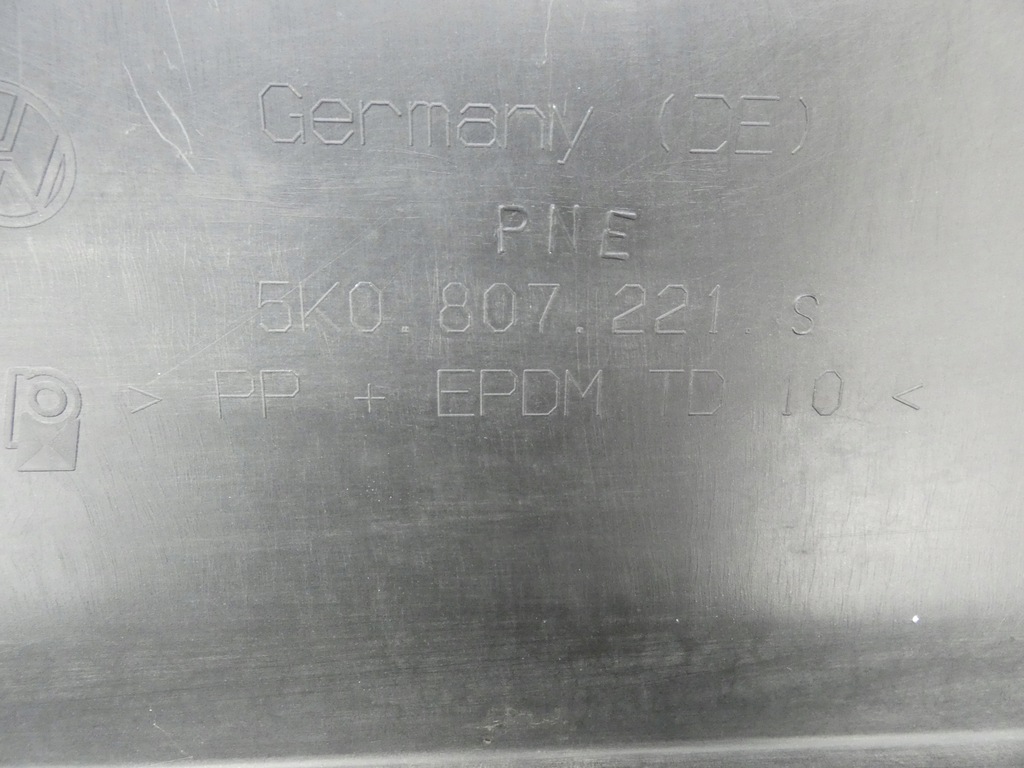 Germany (DE)
PNE
5K0.807.221.S
> PP + EPDM TD 10 <